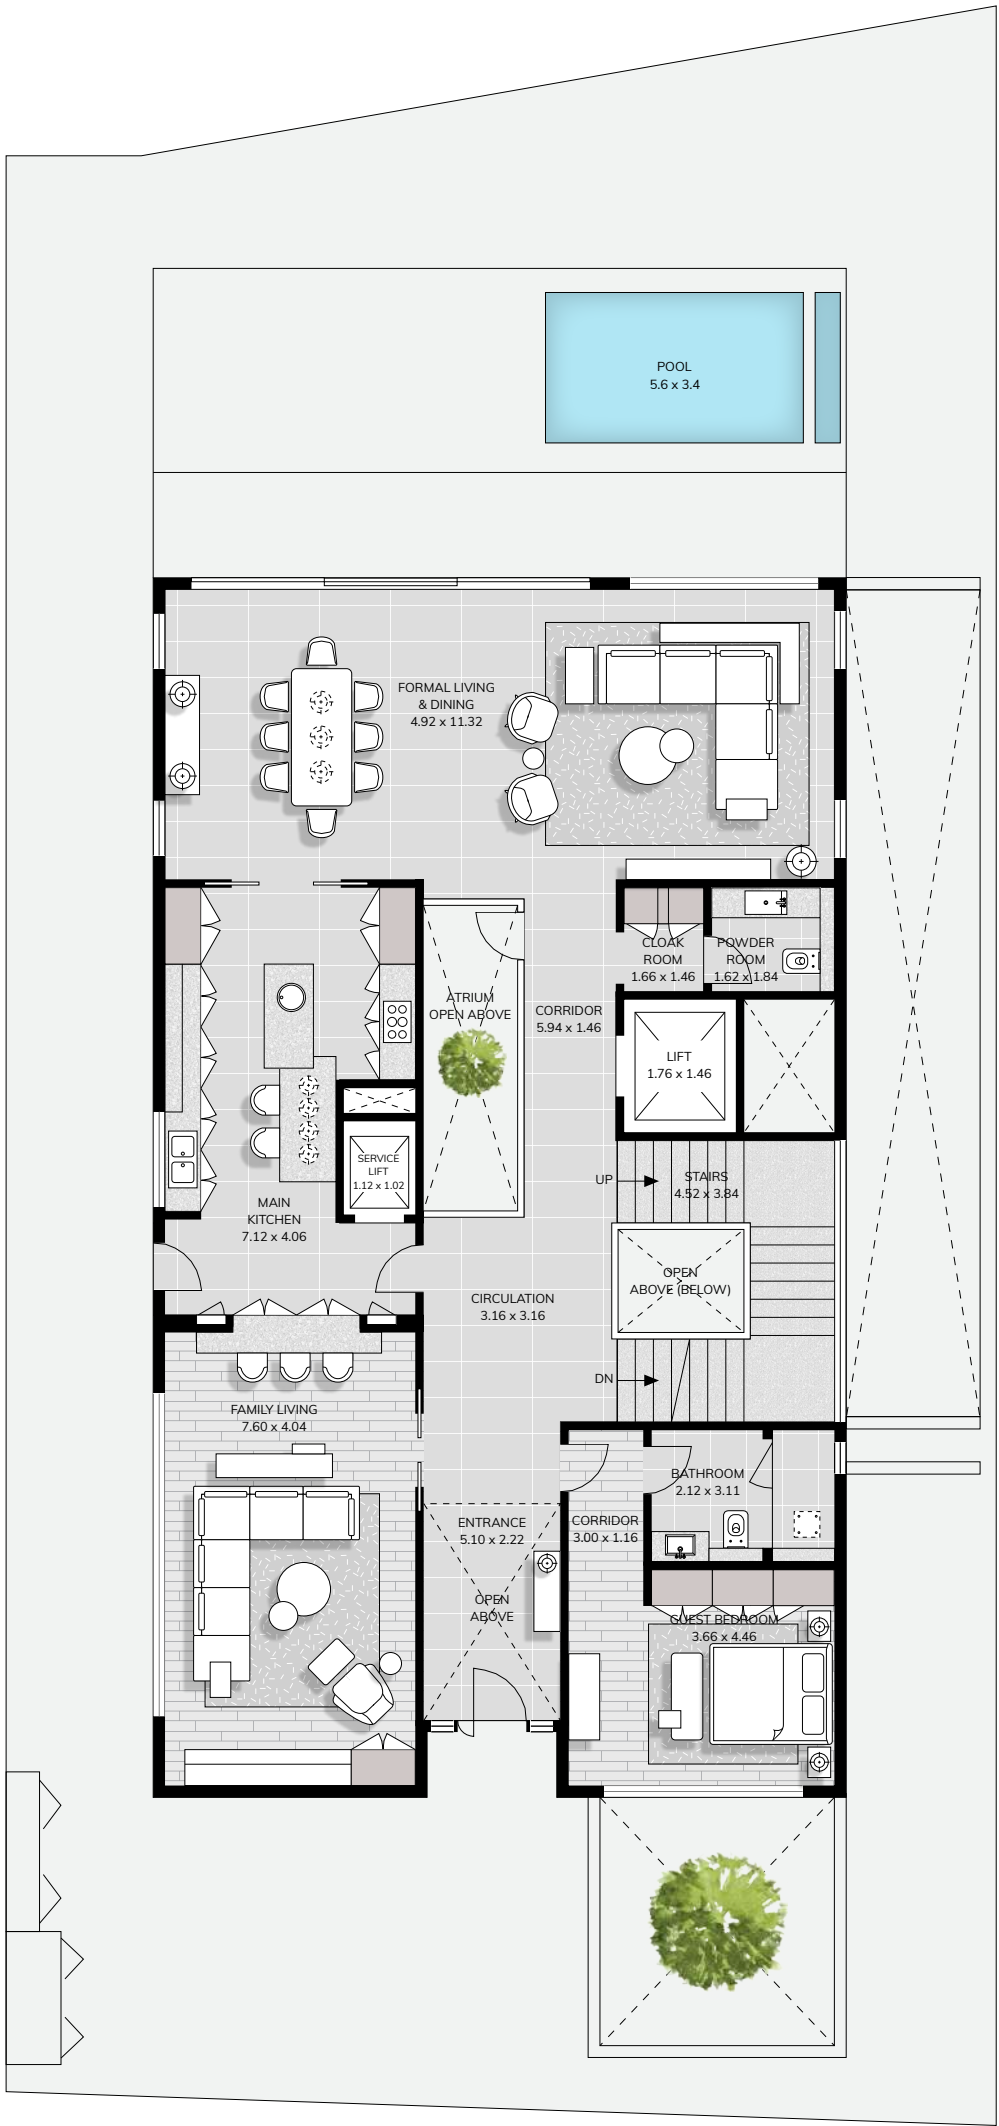 POOL
5.6 x 3.4
FORMAL LIVING
& DINING
4.92 x 11.32
CLOAK
ROOM
1.66 x 1.46
POWDER
ROOM
1.62 x 1.84
ATRIUM
OPEN ABOVE
CORRIDOR
5.94 x 1.46
LIFT
1.76 x 1.46
SERVICE
LIFT
1.12 x 1.02
UP
STAIRS
4.52 x 3.84
MAIN
KITCHEN
7.12 x 4.06
OPEN
ABOVE (BELOW)
CIRCULATION
3.16 x 3.16
DN
FAMILY LIVING
7.60 x 4.04
BATHROOM
2.12 x 3.11
ENTRANCE
5.10 x 2.22
CORRIDOR
3.00 x 1.16
OPEN
ABOVE
GUEST BEDROOM
3.66 x 4.46